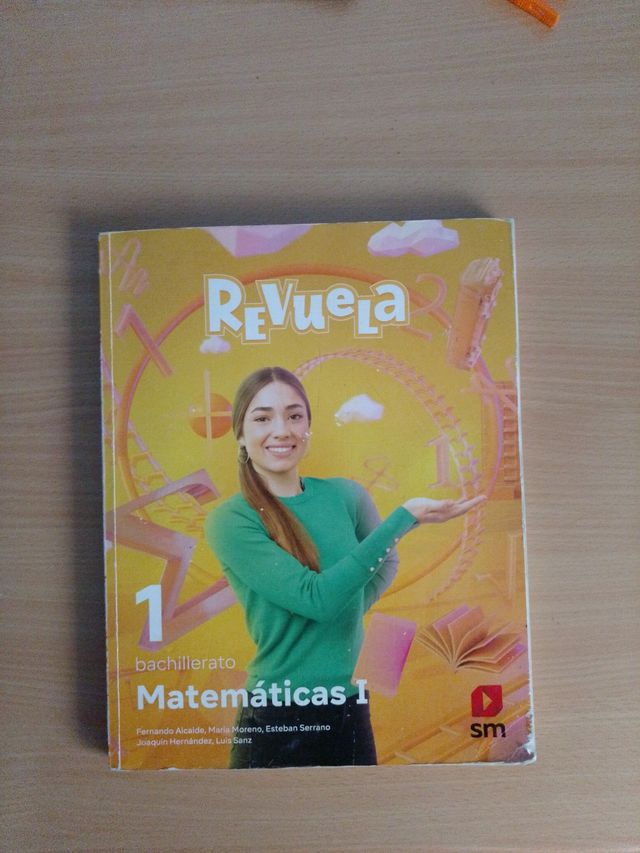 REVUELA
1
bachillerato
Matemáticas I
Fernando Alcaide, María Moreno, Esteban Serrano
Joaquín Hernández, Luis Sanz
sm